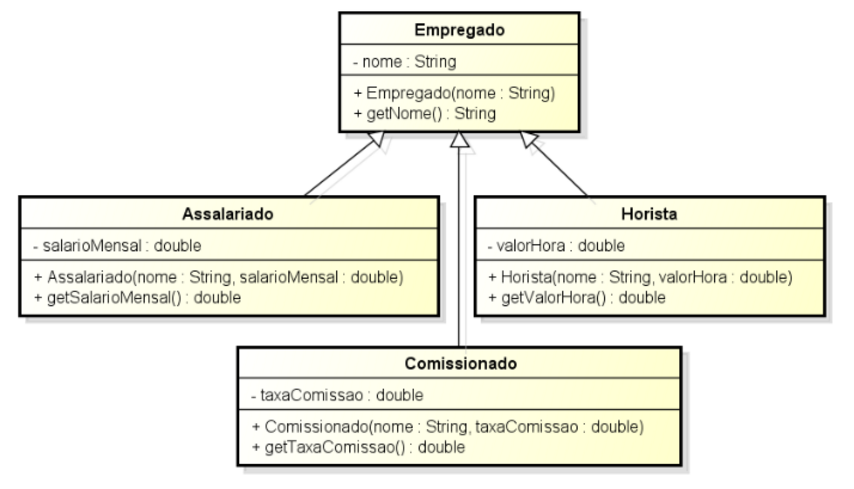 Empregado
- nome : String
+ Empregado(nome : String)
+ getNome() : String
Assalariado
- salarioMensal : double
+ Assalariado(nome : String, salarioMensal : double)
+ getSalarioMensal() : double
Horista
- valorHora : double
+ Horista(nome : String, valorHora : double)
+ getValorHora() : double
Comissionado
- taxaComissao : double
+ Comissionado(nome : String, taxaComissao : double)
+ getTaxaComissao() : double